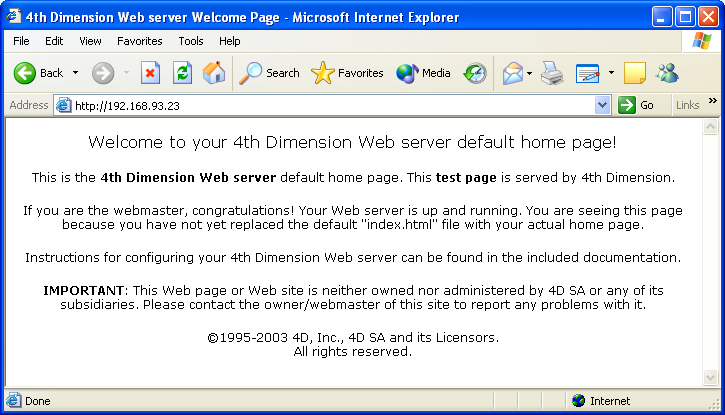 4th Dimension Web server Welcome Page - Microsoft Internet Explorer
File Edit View Favorites Tools Help
Back Search Favorites Media
Address http://192.168.93.23 Go Links »
Welcome to your 4th Dimension Web server default home page!
This is the 4th Dimension Web server default home page. This test page is served by 4th Dimension.
If you are the webmaster, congratulations! Your Web server is up and running. You are seeing this page
because you have not yet replaced the default "index.html" file with your actual home page.
Instructions for configuring your 4th Dimension Web server can be found in the included documentation.
IMPORTANT: This Web page or Web site is neither owned nor administered by 4D SA or any of its
subsidiaries. Please contact the owner/webmaster of this site to report any problems with it.
©1995-2003 4D, Inc., 4D SA and its Licensors.
All rights reserved.
Done Internet